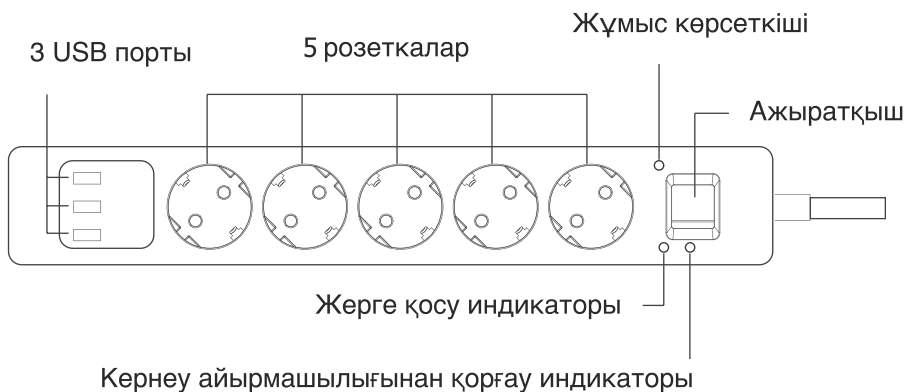 Жұмыс көрсеткіші
3 USB порты
5 розеткалар
Ажыратқыш
Жерге қосу индикаторы
Кернеу айырмашылығынан қорғау индикаторы